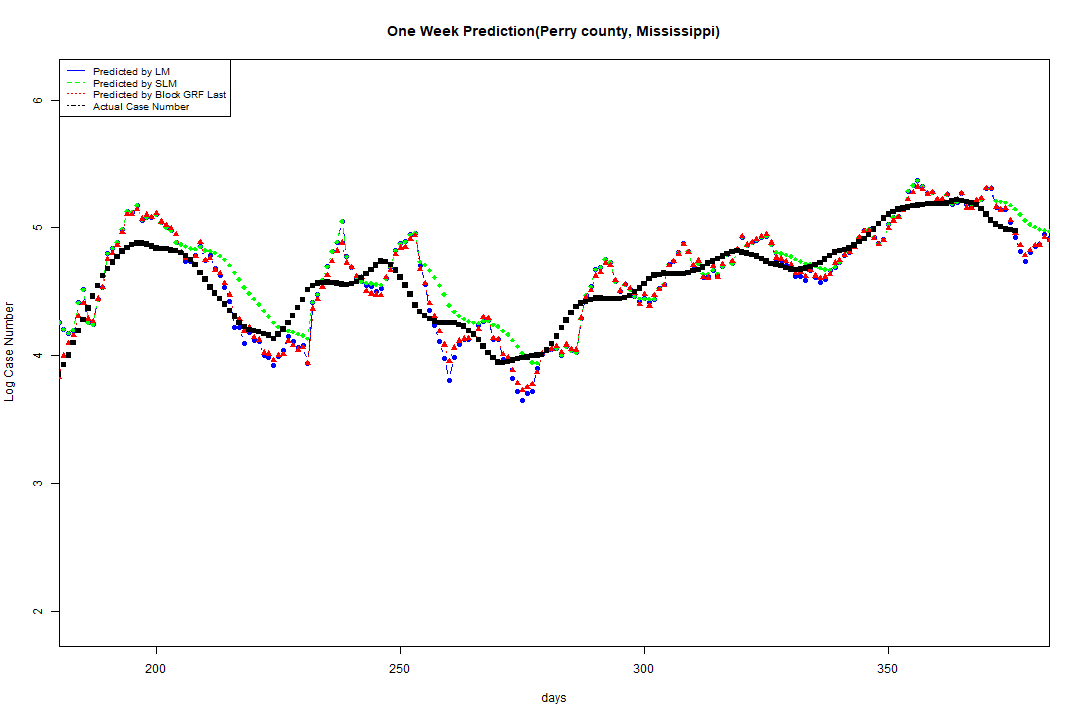 One Week Prediction(Perry county, Mississippi)
Predicted by LM
Predicted by SLM
Predicted by Block GRF Last
Actual Case Number
6
5
4
3
2
Log Case Number
200 250 300 350
days